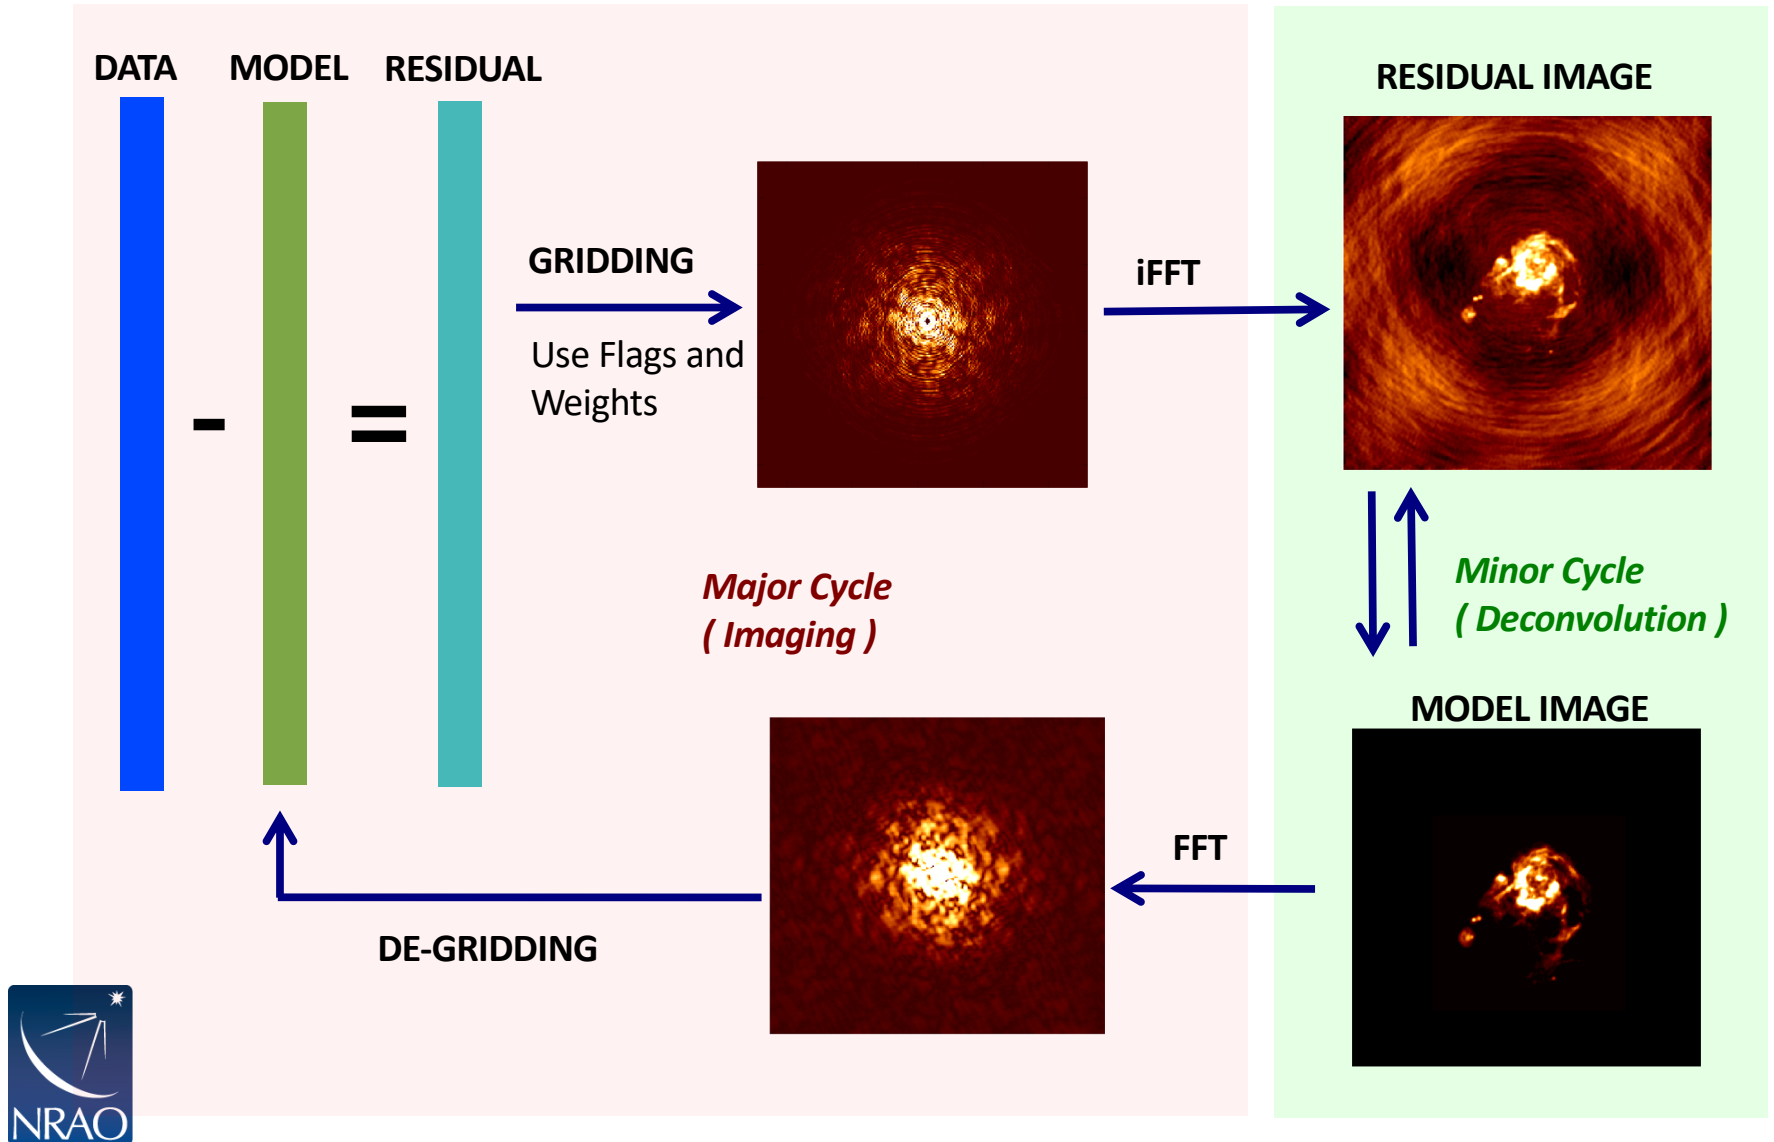 DATA
MODEL
RESIDUAL
RESIDUAL IMAGE
GRIDDING
Use Flags and
Weights
iFFT
-
=
Major Cycle
( Imaging )
Minor Cycle
( Deconvolution )
MODEL IMAGE
FFT
DE-GRIDDING
NRAO